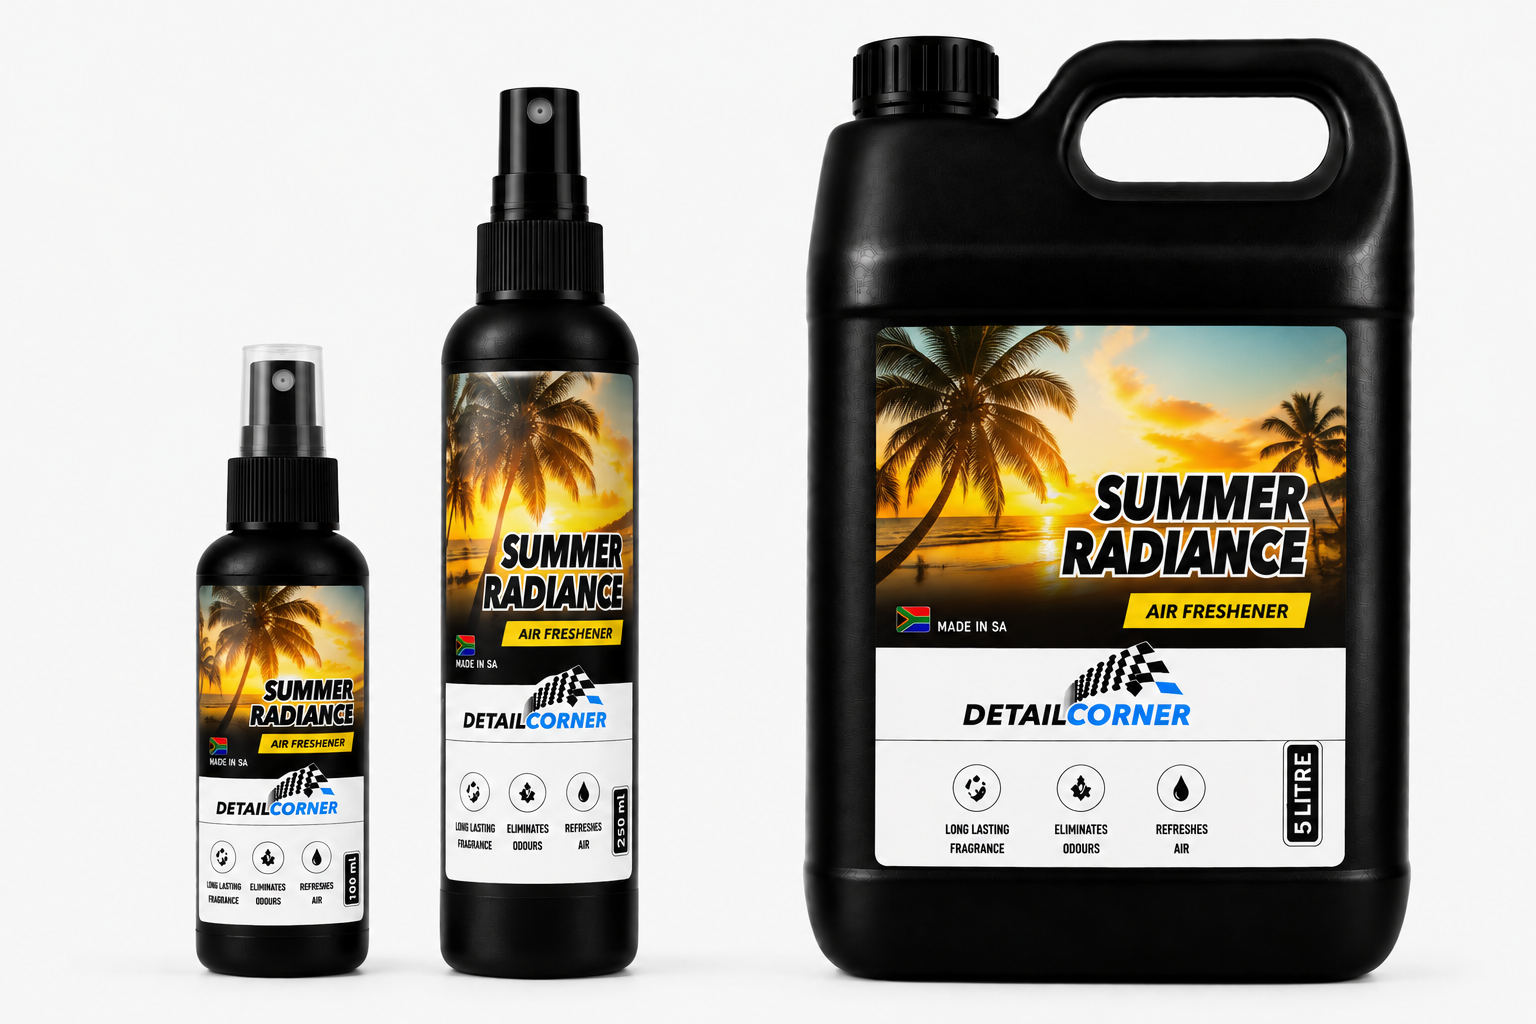 SUMMER
RADIANCE
AIR FRESHENER
MADE IN SA
DETAILCORNER
LONG LASTING
FRAGRANCE
ELIMINATES
ODOURS
REFRESHES
AIR
100 ml
SUMMER
RADIANCE
AIR FRESHENER
MADE IN SA
DETAILCORNER
LONG LASTING
FRAGRANCE
ELIMINATES
ODOURS
REFRESHES
AIR
250 ml
SUMMER
RADIANCE
AIR FRESHENER
MADE IN SA
DETAILCORNER
LONG LASTING
FRAGRANCE
ELIMINATES
ODOURS
REFRESHES
AIR
5 LITRE